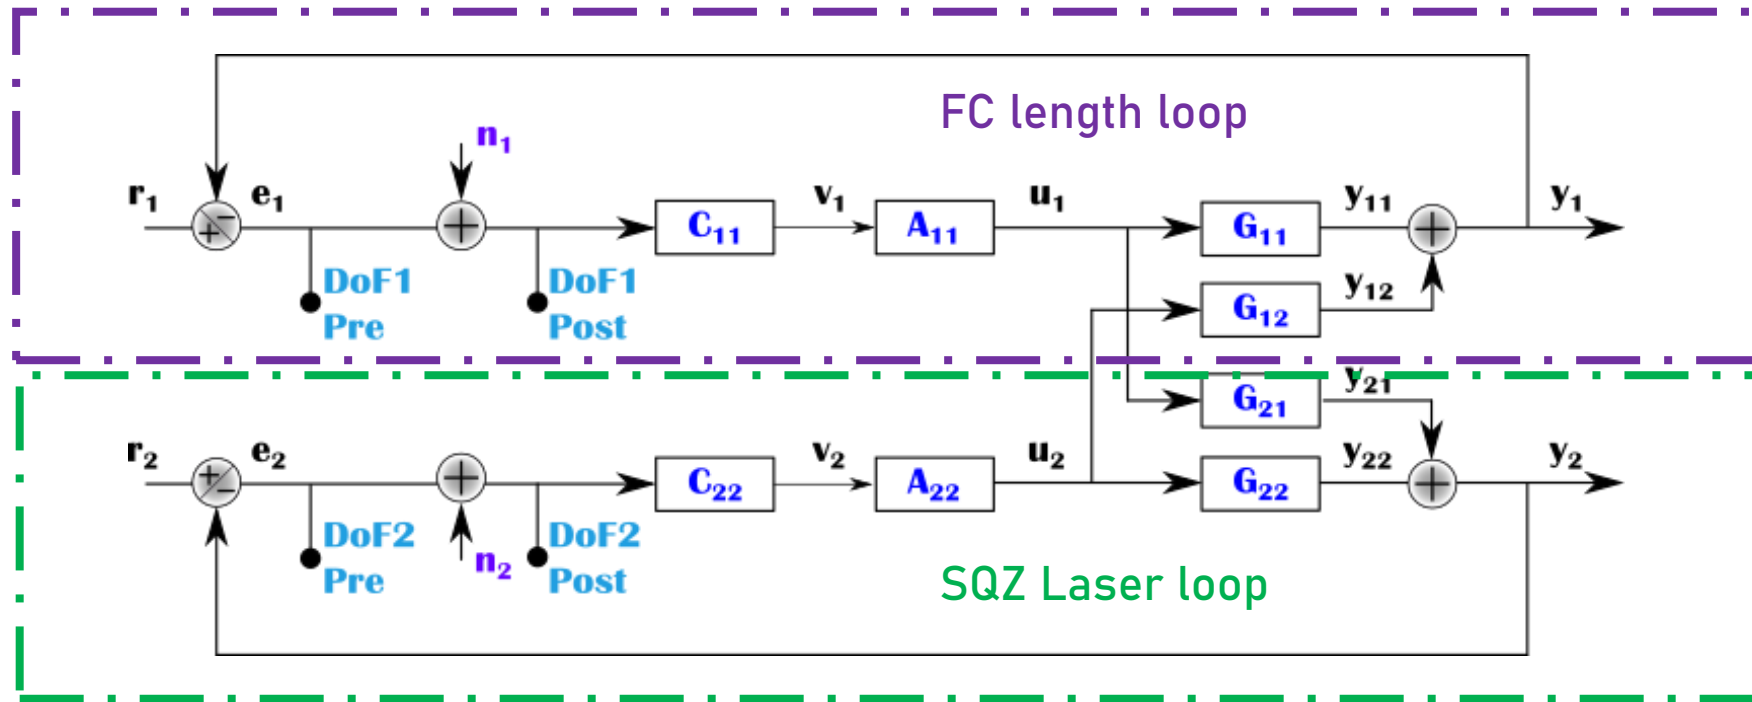 FC length loop
n₁
r₁ e₁ v₁ u₁ y₁₁ y₁
+ − + C₁₁ A₁₁ G₁₁ +
DoF1 DoF1
Pre Post
y₁₂
G₁₂
y₂₁
G₂₁
r₂ e₂ v₂ u₂ y₂₂ y₂
+ − + C₂₂ A₂₂ G₂₂ +
DoF2 DoF2
Pre Post
n₂
SQZ Laser loop